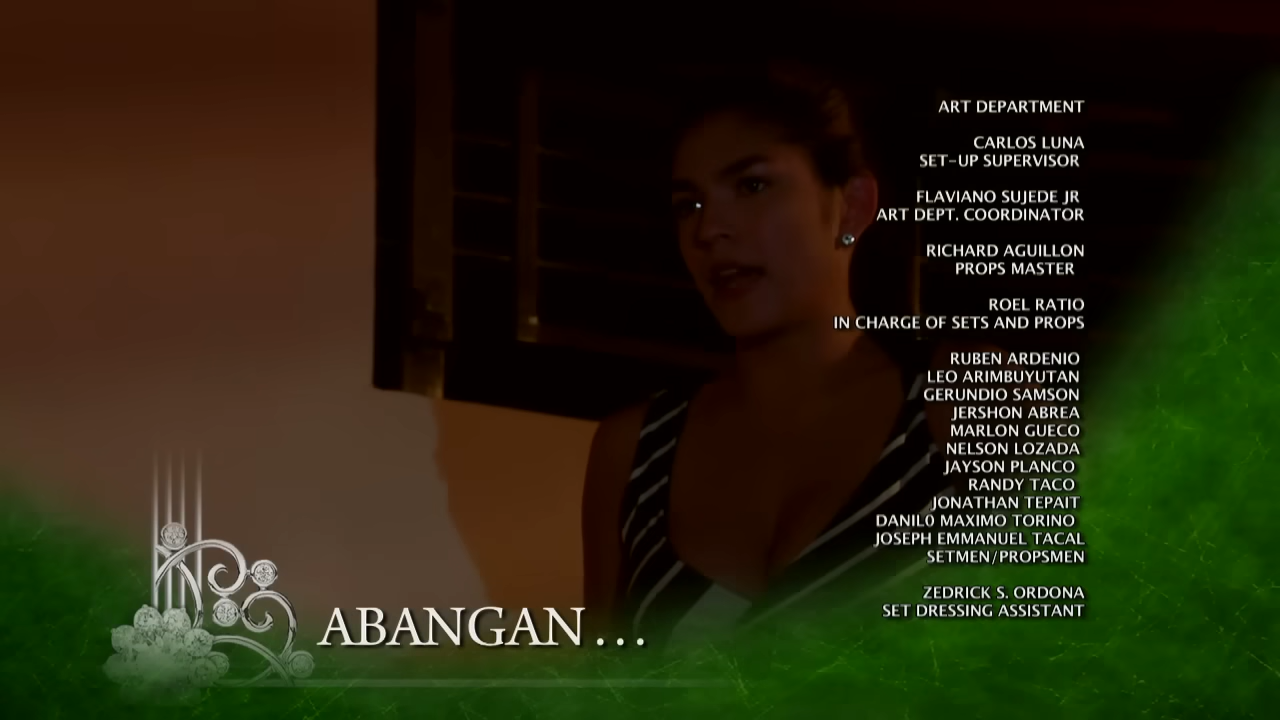 ART DEPARTMENT
CARLOS LUNA
SET-UP SUPERVISOR
FLAVIANO SUJEDE JR
ART DEPT. COORDINATOR
RICHARD AGUILLON
PROPS MASTER
ROEL RATIO
IN CHARGE OF SETS AND PROPS
RUBEN ARDENIO
LEO ARIMBUYUTAN
GERUNDIO SAMSON
JERSHON ABREA
MARLON GUECO
NELSON LOZADA
JAYSON PLANCO
RANDY TACO
JONATHAN TEPAIT
DANIL0 MAXIMO TORINO
JOSEPH EMMANUEL TACAL
SETMEN/PROPSMEN
ZEDRICK S. ORDONA
SET DRESSING ASSISTANT
ABANGAN...